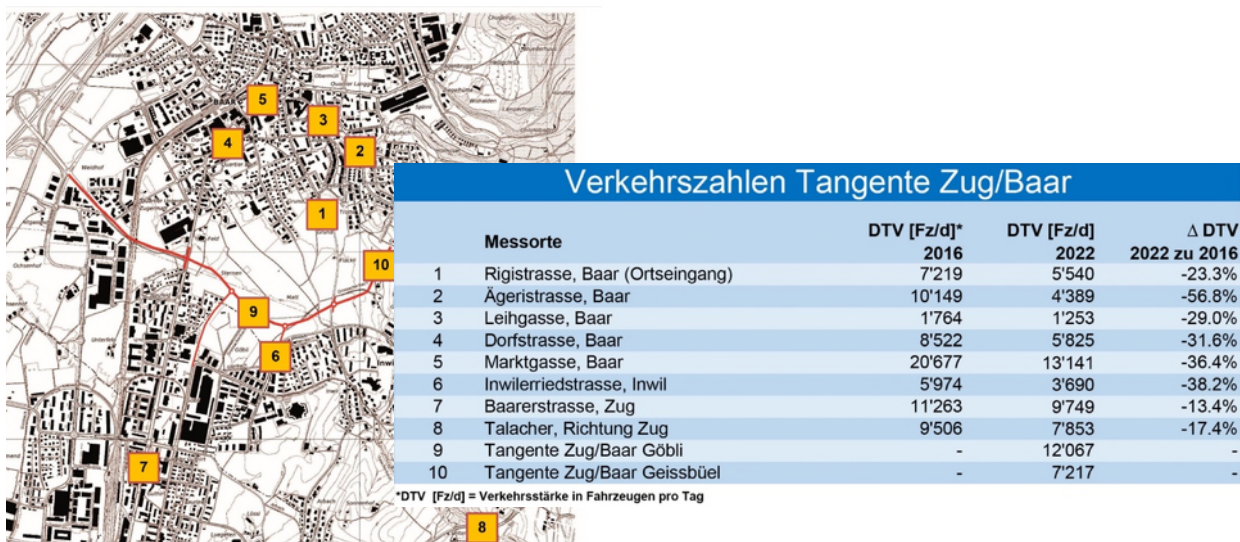 Weidhof
BAAR
5
3
4
2
1
10
9
6
7
8
Sternen
Matt
Göbli
Inwil
Verkehrszahlen Tangente Zug/Baar
Messorte DTV [Fz/d]* 2016 DTV [Fz/d] 2022 Δ DTV 2022 zu 2016
1 Rigistrasse, Baar (Ortseingang) 7'219 5'540 -23.3%
2 Ägeristrasse, Baar 10'149 4'389 -56.8%
3 Leihgasse, Baar 1'764 1'253 -29.0%
4 Dorfstrasse, Baar 8'522 5'825 -31.6%
5 Marktgasse, Baar 20'677 13'141 -36.4%
6 Inwilerriedstrasse, Inwil 5'974 3'690 -38.2%
7 Baarerstrasse, Zug 11'263 9'749 -13.4%
8 Talacher, Richtung Zug 9'506 7'853 -17.4%
9 Tangente Zug/Baar Göbli - 12'067 -
10 Tangente Zug/Baar Geissbüel - 7'217 -
*DTV [Fz/d] = Verkehrsstärke in Fahrzeugen pro Tag